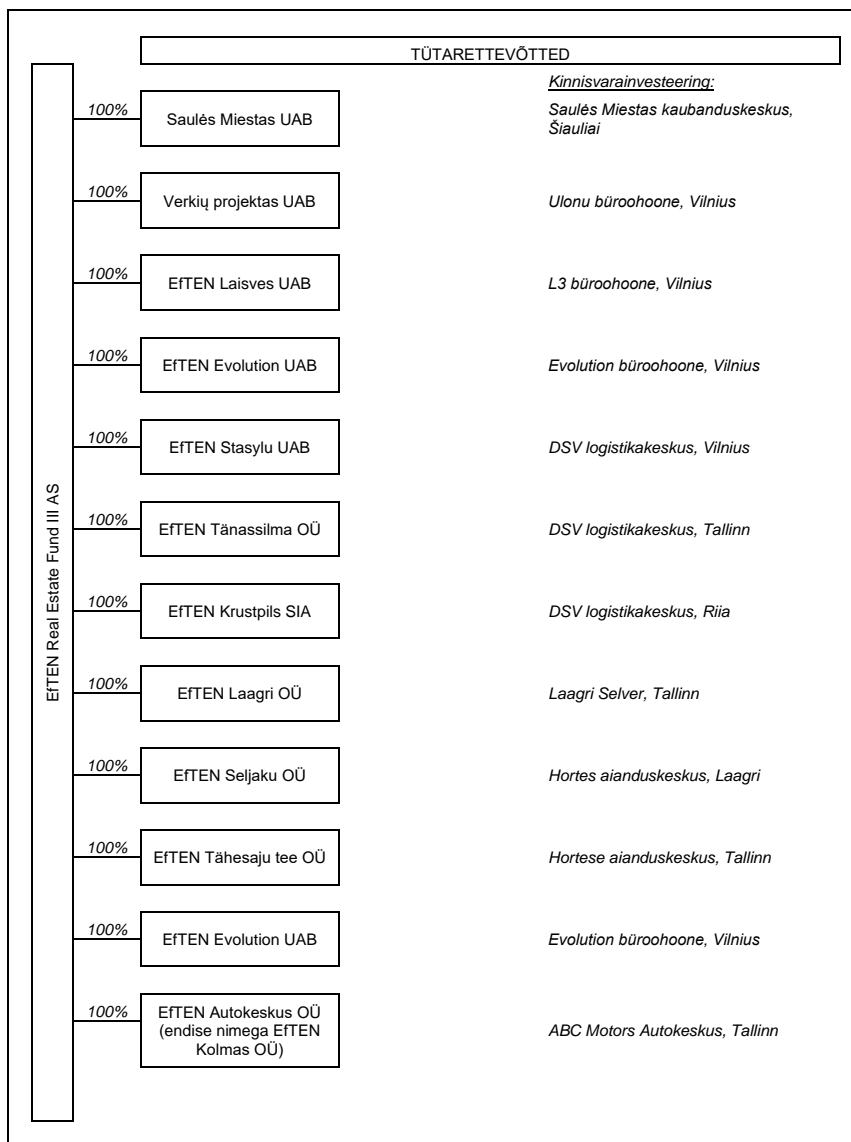 TÜTARETTEVÕTTED
EfTEN Real Estate Fund III AS
Kinnisvarainvesteering:
100%
Saulės Miestas UAB
Saulės Miestas kaubanduskeskus,
Šiauliai
100%
Verkių projektas UAB
Ulonu büroohoone, Vilnius
100%
EfTEN Laisves UAB
L3 büroohoone, Vilnius
100%
EfTEN Evolution UAB
Evolution büroohoone, Vilnius
100%
EfTEN Stasylu UAB
DSV logistikakeskus, Vilnius
100%
EfTEN Tänassilma OÜ
DSV logistikakeskus, Tallinn
100%
EfTEN Krustpils SIA
DSV logistikakeskus, Riia
100%
EfTEN Laagri OÜ
Laagri Selver, Tallinn
100%
EfTEN Seljaku OÜ
Hortes aianduskeskus, Laagri
100%
EfTEN Tähesaju tee OÜ
Hortese aianduskeskus, Tallinn
100%
EfTEN Evolution UAB
Evolution büroohoone, Vilnius
100%
EfTEN Autokeskus OÜ
(endise nimega EfTEN
Kolmas OÜ)
ABC Motors Autokeskus, Tallinn